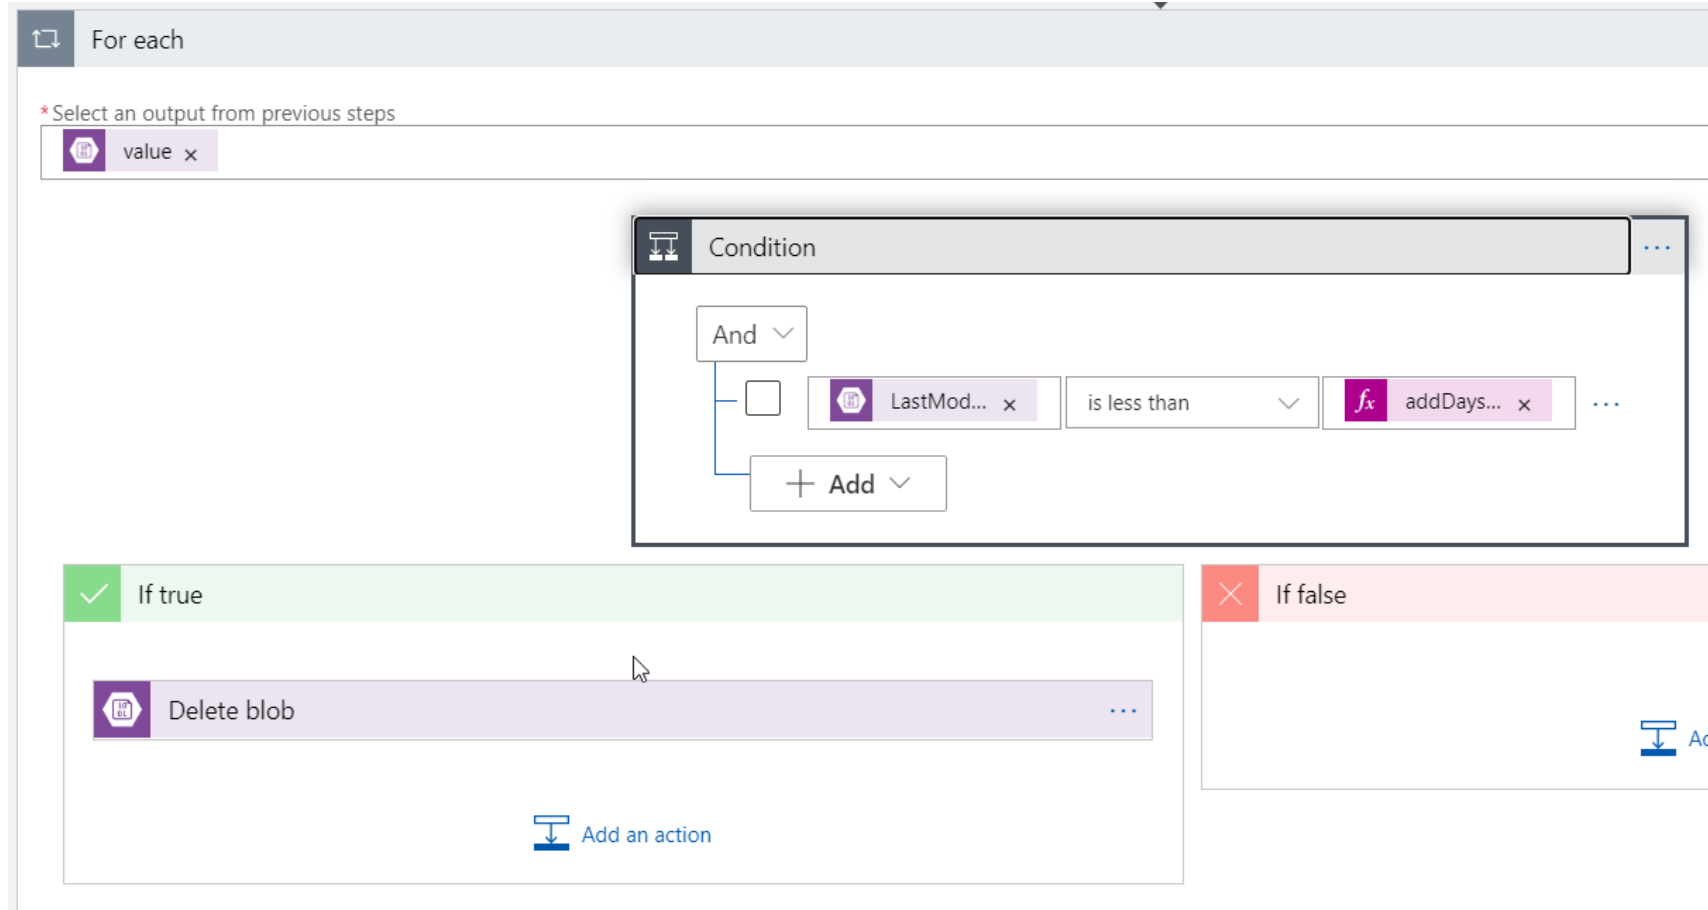 For each
* Select an output from previous steps
value ×
Condition
...
And
LastMod... × is less than fx addDays... × ...
+ Add
If true
If false
Delete blob ...
Add an action